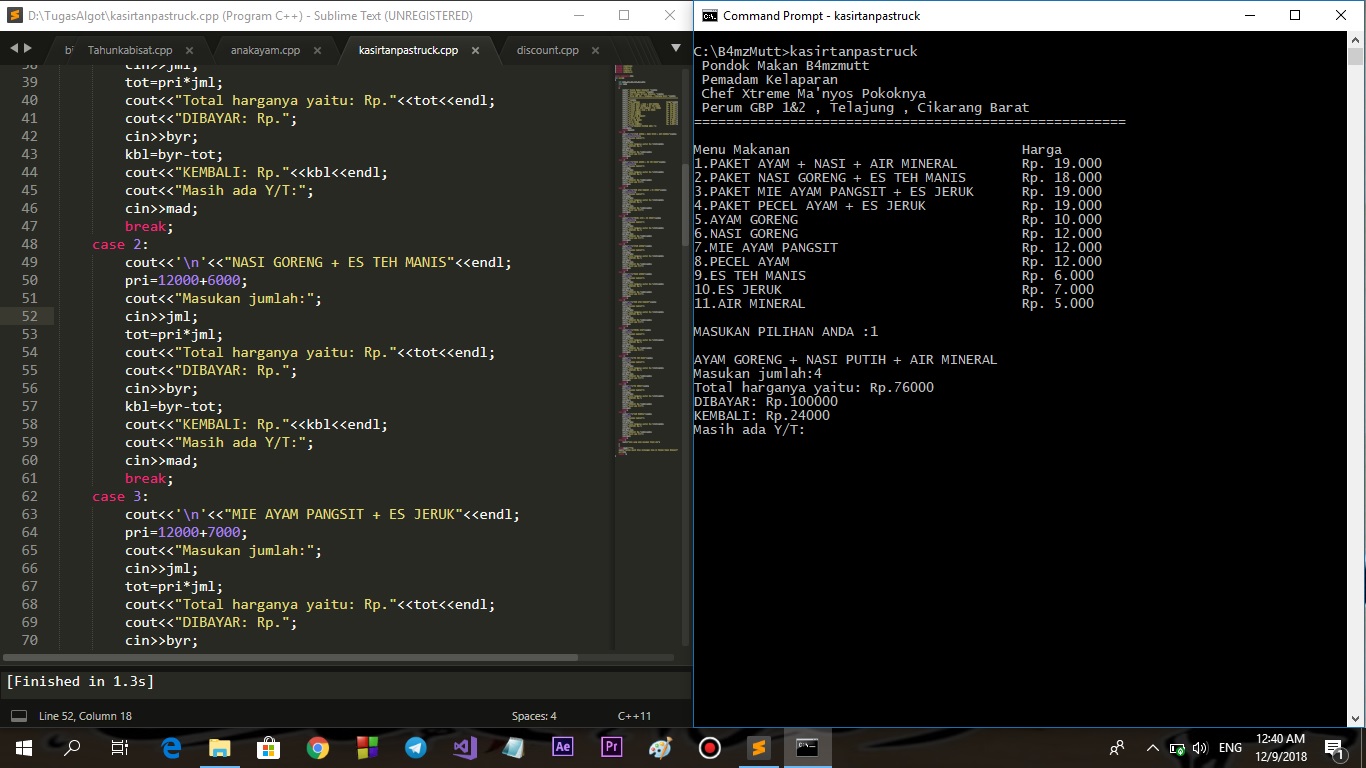 D:\TugasAlgot\kasirtanpastruck.cpp (Program C++) - Sublime Text (UNREGISTERED)
bi Tahunkabisat.cpp anakayam.cpp kasirtanpastruck.cpp discount.cpp
38 cin>>jml;
39 tot=pri*jml;
40 cout<<"Total harganya yaitu: Rp."<<tot<<endl;
41 cout<<"DIBAYAR: Rp.";
42 cin>>byr;
43 kbl=byr-tot;
44 cout<<"KEMBALI: Rp."<<kbl<<endl;
45 cout<<"Masih ada Y/T:";
46 cin>>mad;
47 break;
48 case 2:
49 cout<<'\n'<<"NASI GORENG + ES TEH MANIS"<<endl;
50 pri=12000+6000;
51 cout<<"Masukan jumlah:";
52 cin>>jml;
53 tot=pri*jml;
54 cout<<"Total harganya yaitu: Rp."<<tot<<endl;
55 cout<<"DIBAYAR: Rp.";
56 cin>>byr;
57 kbl=byr-tot;
58 cout<<"KEMBALI: Rp."<<kbl<<endl;
59 cout<<"Masih ada Y/T:";
60 cin>>mad;
61 break;
62 case 3:
63 cout<<'\n'<<"MIE AYAM PANGSIT + ES JERUK"<<endl;
64 pri=12000+7000;
65 cout<<"Masukan jumlah:";
66 cin>>jml;
67 tot=pri*jml;
68 cout<<"Total harganya yaitu: Rp."<<tot<<endl;
69 cout<<"DIBAYAR: Rp.";
70 cin>>byr;
[Finished in 1.3s]
Line 52, Column 18 Spaces: 4 C++11
Command Prompt - kasirtanpastruck
C:\B4mzMutt>kasirtanpastruck
Pondok Makan B4mzmutt
Pemadam Kelaparan
Chef Xtreme Ma'nyos Pokoknya
Perum GBP 1&2 , Telajung , Cikarang Barat
======================================================
Menu Makanan Harga
1.PAKET AYAM + NASI + AIR MINERAL Rp. 19.000
2.PAKET NASI GORENG + ES TEH MANIS Rp. 18.000
3.PAKET MIE AYAM PANGSIT + ES JERUK Rp. 19.000
4.PAKET PECEL AYAM + ES JERUK Rp. 19.000
5.AYAM GORENG Rp. 10.000
6.NASI GORENG Rp. 12.000
7.MIE AYAM PANGSIT Rp. 12.000
8.PECEL AYAM Rp. 12.000
9.ES TEH MANIS Rp. 6.000
10.ES JERUK Rp. 7.000
11.AIR MINERAL Rp. 5.000
MASUKAN PILIHAN ANDA :1
AYAM GORENG + NASI PUTIH + AIR MINERAL
Masukan jumlah:4
Total harganya yaitu: Rp.76000
DIBAYAR: Rp.100000
KEMBALI: Rp.24000
Masih ada Y/T:
Ae Pr ENG 12:40 AM
12/9/2018 1